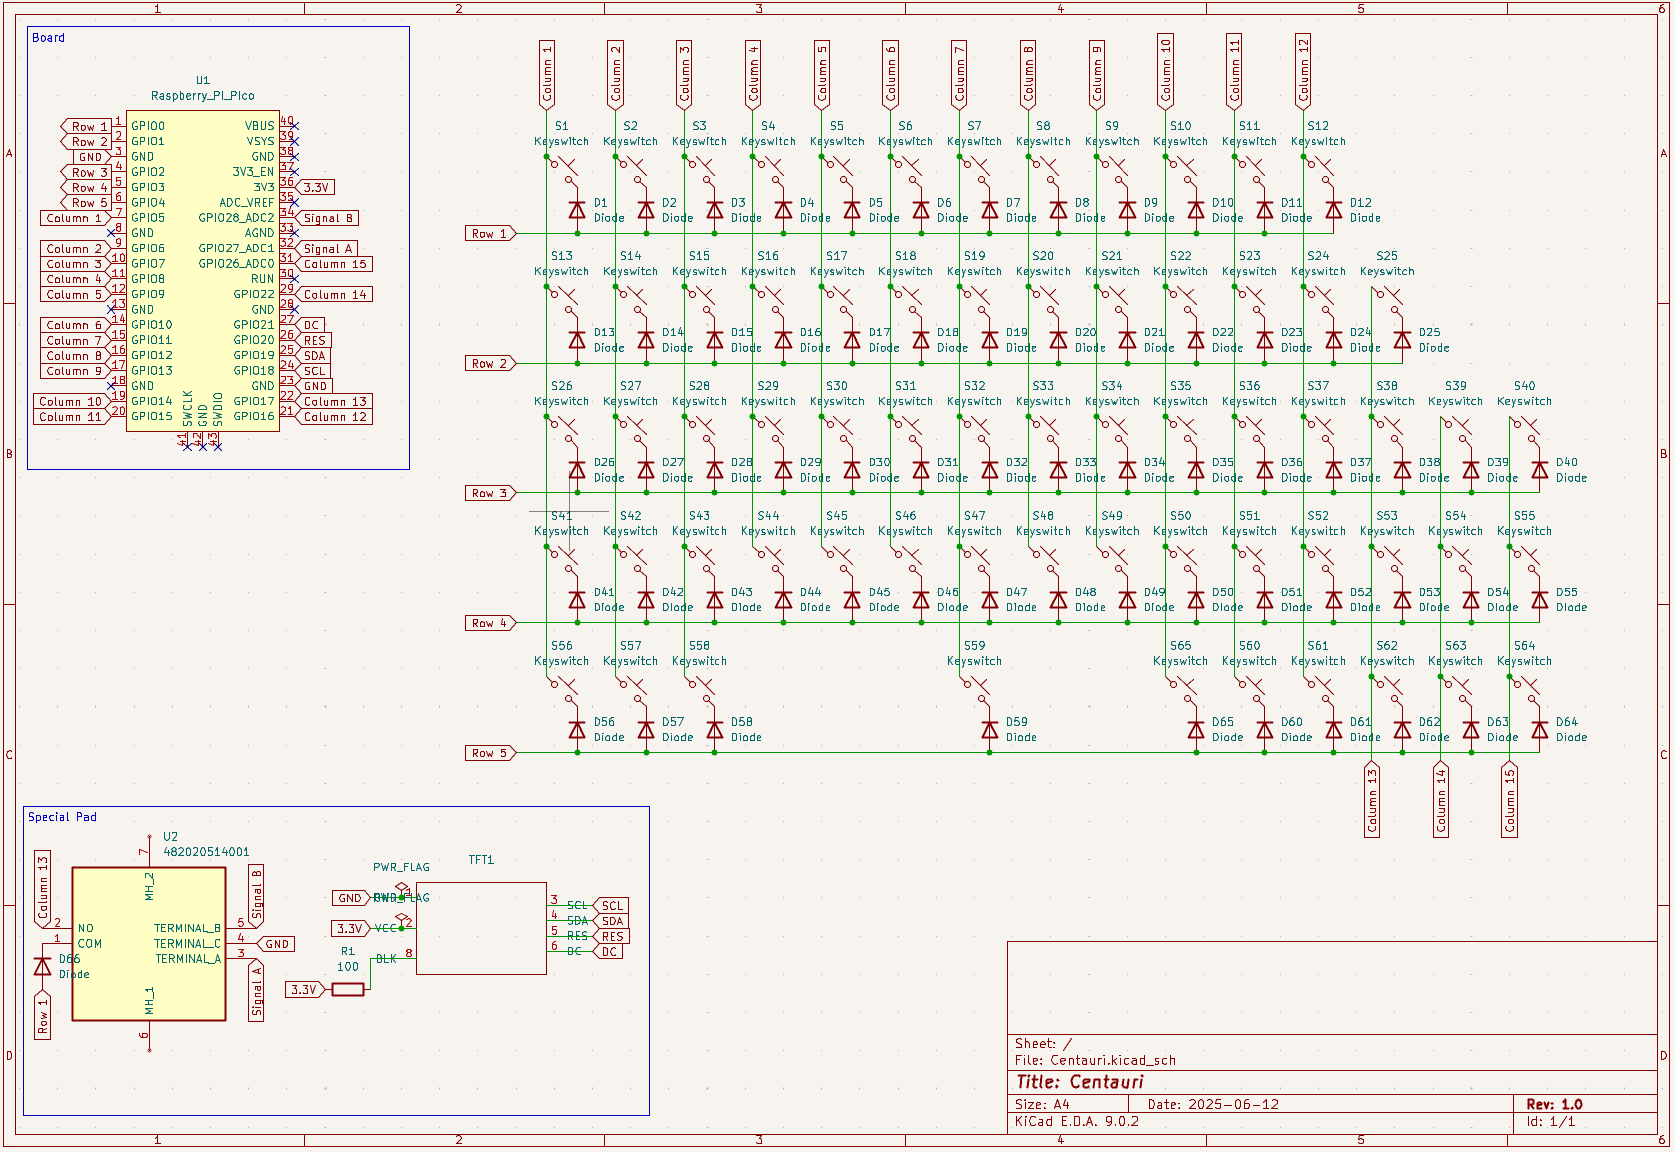 1 2 3 4 5 6
A B C D
Board
U1
Raspberry_Pi_Pico
Row 1 1 GPIO0 VBUS 40
Row 2 2 GPIO1 VSYS 39
GND 3 GND GND 38
Row 3 4 GPIO2 3V3_EN 37
Row 4 5 GPIO3 3V3 36 3.3V
Row 5 6 GPIO4 ADC_VREF 35
Column 1 7 GPIO5 GPIO28_ADC2 34 Signal B
8 GND AGND 33
Column 2 9 GPIO6 GPIO27_ADC1 32 Signal A
Column 3 10 GPIO7 GPIO26_ADC0 31 Column 15
Column 4 11 GPIO8 RUN 30
Column 5 12 GPIO9 GPIO22 29 Column 14
13 GND GND 28
Column 6 14 GPIO10 GPIO21 27 DC
Column 7 15 GPIO11 GPIO20 26 RES
Column 8 16 GPIO12 GPIO19 25 SDA
Column 9 17 GPIO13 GPIO18 24 SCL
18 GND GND 23 GND
Column 10 19 GPIO14 GPIO17 22 Column 13
Column 11 20 GPIO15 GPIO16 21 Column 12
SWCLK GND SWDIO
41 42 43
Column 1 Column 2 Column 3 Column 4 Column 5 Column 6 Column 7 Column 8 Column 9 Column 10 Column 11 Column 12
S1 S2 S3 S4 S5 S6 S7 S8 S9 S10 S11 S12
Keyswitch Keyswitch Keyswitch Keyswitch Keyswitch Keyswitch Keyswitch Keyswitch Keyswitch Keyswitch Keyswitch Keyswitch
D1 D2 D3 D4 D5 D6 D7 D8 D9 D10 D11 D12
Diode Diode Diode Diode Diode Diode Diode Diode Diode Diode Diode Diode
Row 1
S13 S14 S15 S16 S17 S18 S19 S20 S21 S22 S23 S24 S25
Keyswitch Keyswitch Keyswitch Keyswitch Keyswitch Keyswitch Keyswitch Keyswitch Keyswitch Keyswitch Keyswitch Keyswitch Keyswitch
D13 D14 D15 D16 D17 D18 D19 D20 D21 D22 D23 D24 D25
Diode Diode Diode Diode Diode Diode Diode Diode Diode Diode Diode Diode Diode
Row 2
S26 S27 S28 S29 S30 S31 S32 S33 S34 S35 S36 S37 S38 S39 S40
Keyswitch Keyswitch Keyswitch Keyswitch Keyswitch Keyswitch Keyswitch Keyswitch Keyswitch Keyswitch Keyswitch Keyswitch Keyswitch Keyswitch Keyswitch
D26 D27 D28 D29 D30 D31 D32 D33 D34 D35 D36 D37 D38 D39 D40
Diode Diode Diode Diode Diode Diode Diode Diode Diode Diode Diode Diode Diode Diode Diode
Row 3
S41 S42 S43 S44 S45 S46 S47 S48 S49 S50 S51 S52 S53 S54 S55
Keyswitch Keyswitch Keyswitch Keyswitch Keyswitch Keyswitch Keyswitch Keyswitch Keyswitch Keyswitch Keyswitch Keyswitch Keyswitch Keyswitch Keyswitch
D41 D42 D43 D44 D45 D46 D47 D48 D49 D50 D51 D52 D53 D54 D55
Diode Diode Diode Diode Diode Diode Diode Diode Diode Diode Diode Diode Diode Diode Diode
Row 4
S56 S57 S58 S59 S65 S60 S61 S62 S63 S64
Keyswitch Keyswitch Keyswitch Keyswitch Keyswitch Keyswitch Keyswitch Keyswitch Keyswitch Keyswitch
D56 D57 D58 D59 D65 D60 D61 D62 D63 D64
Diode Diode Diode Diode Diode Diode Diode Diode Diode Diode
Row 5
Column 13 Column 14 Column 15
Special Pad
U2
482020514001
7 MH_2
Column 13
Signal B
2 NO TERMINAL_B 5
1 COM TERMINAL_C 4 GND
TERMINAL_A 3
D66
Diode
Row 1
MH_1 6
Signal A
PWR_FLAG
TFT1
GND GND 1
PWR_FLAG
3.3V VCC 2
R1
100
BLK 8
3.3V
3 SCL SCL
4 SDA SDA
5 RES RES
6 DC DC
Sheet: /
File: Centauri.kicad_sch
Title: Centauri
Size: A4 Date: 2025-06-12 Rev: 1.0
KiCad E.D.A. 9.0.2 Id: 1/1
1 2 3 4 5 6
A B C D